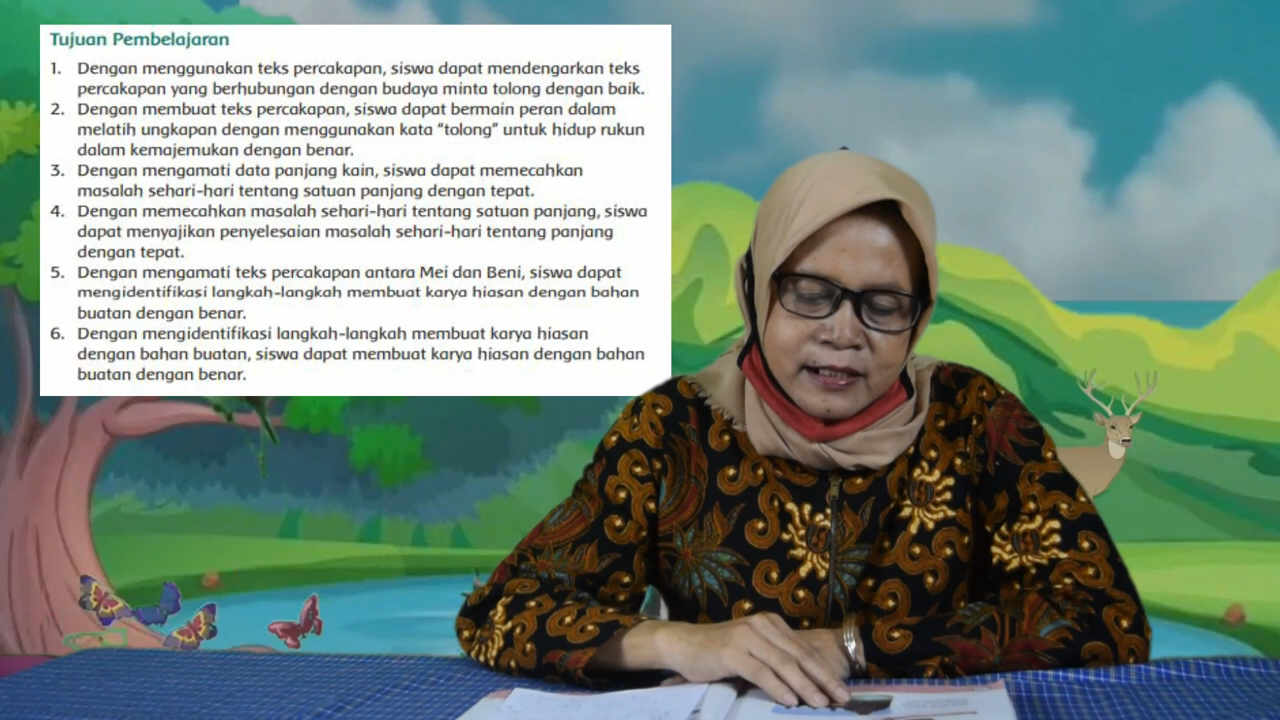 Tujuan Pembelajaran
1. Dengan menggunakan teks percakapan, siswa dapat mendengarkan teks
percakapan yang berhubungan dengan budaya minta tolong dengan baik.
2. Dengan membuat teks percakapan, siswa dapat bermain peran dalam
melatih ungkapan dengan menggunakan kata “tolong” untuk hidup rukun
dalam kemajemukan dengan benar.
3. Dengan mengamati data panjang kain, siswa dapat memecahkan
masalah sehari-hari tentang satuan panjang dengan tepat.
4. Dengan memecahkan masalah sehari-hari tentang satuan panjang, siswa
dapat menyajikan penyelesaian masalah sehari-hari tentang panjang
dengan tepat.
5. Dengan mengamati teks percakapan antara Mei dan Beni, siswa dapat
mengidentifikasi langkah-langkah membuat karya hiasan dengan bahan
buatan dengan benar.
6. Dengan mengidentifikasi langkah-langkah membuat karya hiasan
dengan bahan buatan, siswa dapat membuat karya hiasan dengan bahan
buatan dengan benar.